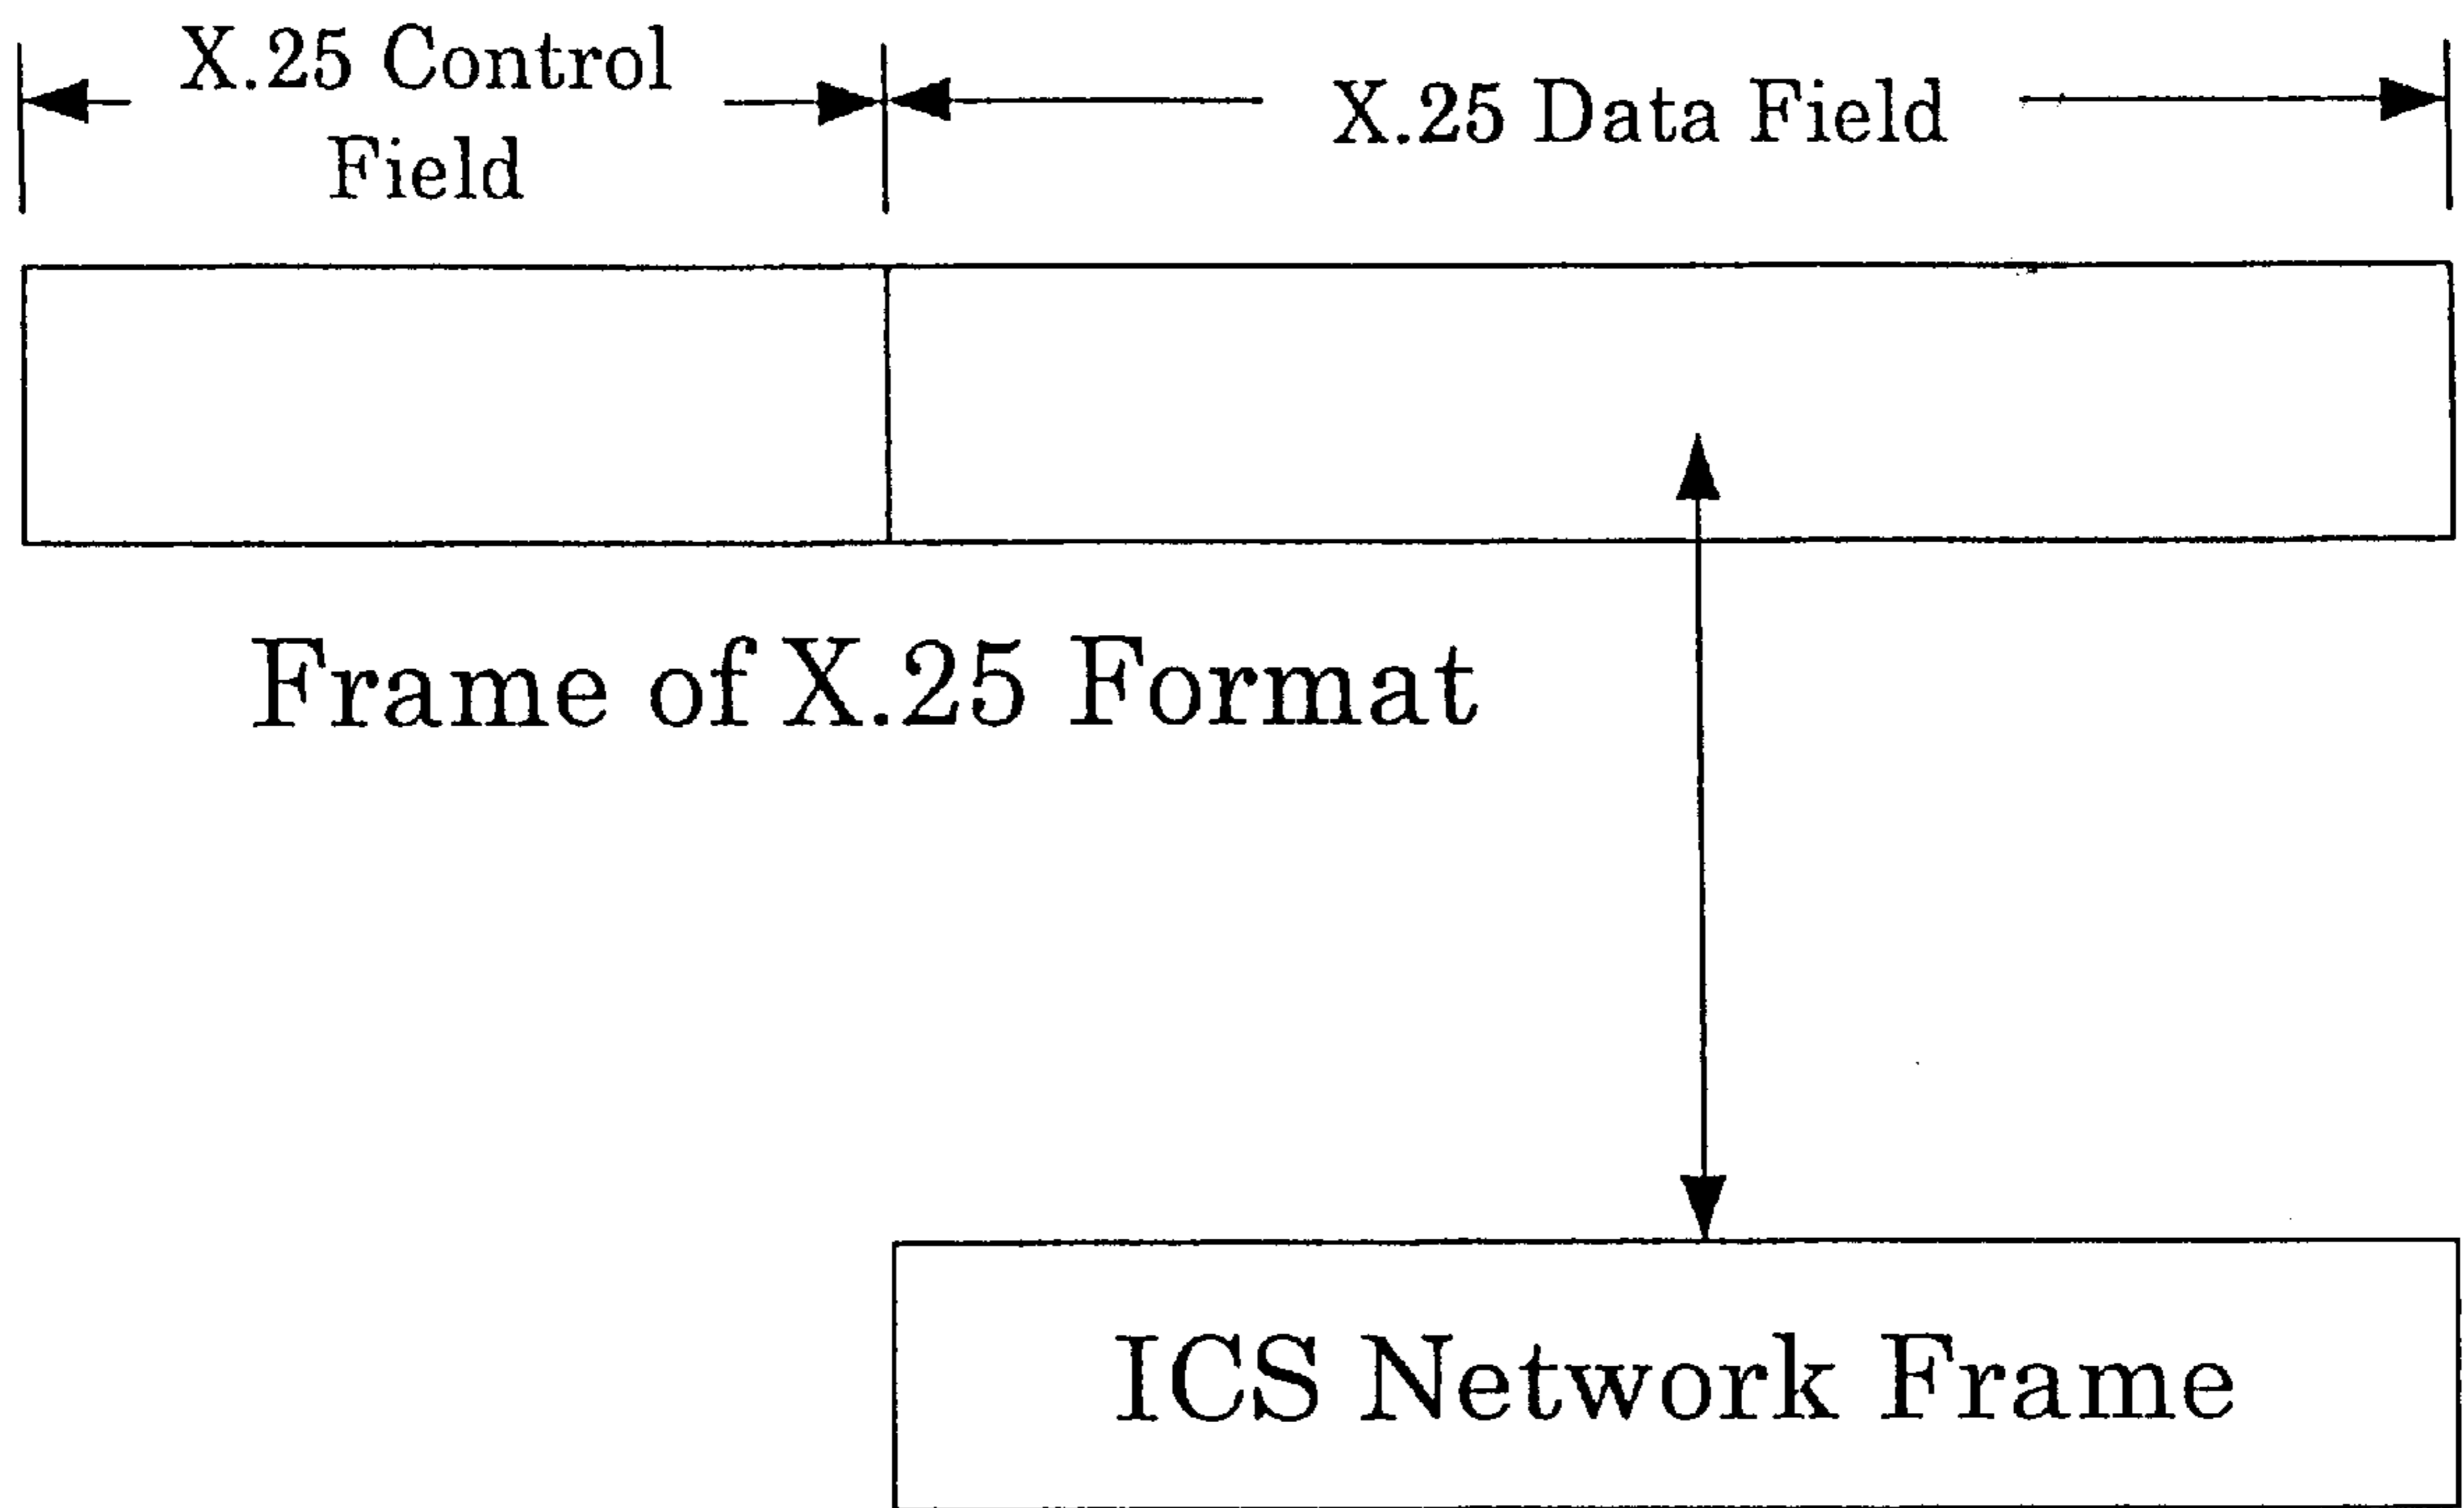 X.25 Control
Field
X.25 Data Field
Frame of X.25 Format
ICS Network Frame